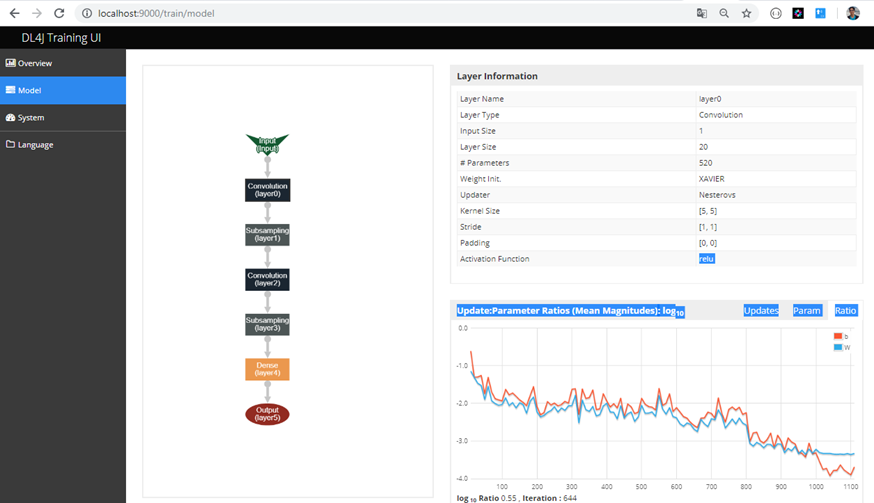 localhost:9000/train/model
DL4J Training UI
Overview
Model
System
Language
Input
(Input)
Convolution
(layer0)
Subsampling
(layer1)
Convolution
(layer2)
Subsampling
(layer3)
Dense
(layer4)
Output
(layer5)
Layer Information
Layer Name layer0
Layer Type Convolution
Input Size 1
Layer Size 20
# Parameters 520
Weight Init. XAVIER
Updater Nesterovs
Kernel Size [5, 5]
Stride [1, 1]
Padding [0, 0]
Activation Function relu
Update:Parameter Ratios (Mean Magnitudes): log10 Updates Param Ratio
0.0
b
W
-1.0
-2.0
-3.0
-4.0
100 200 300 400 500 600 700 800 900 1000 1100
log 10 Ratio 0.55 , Iteration : 644